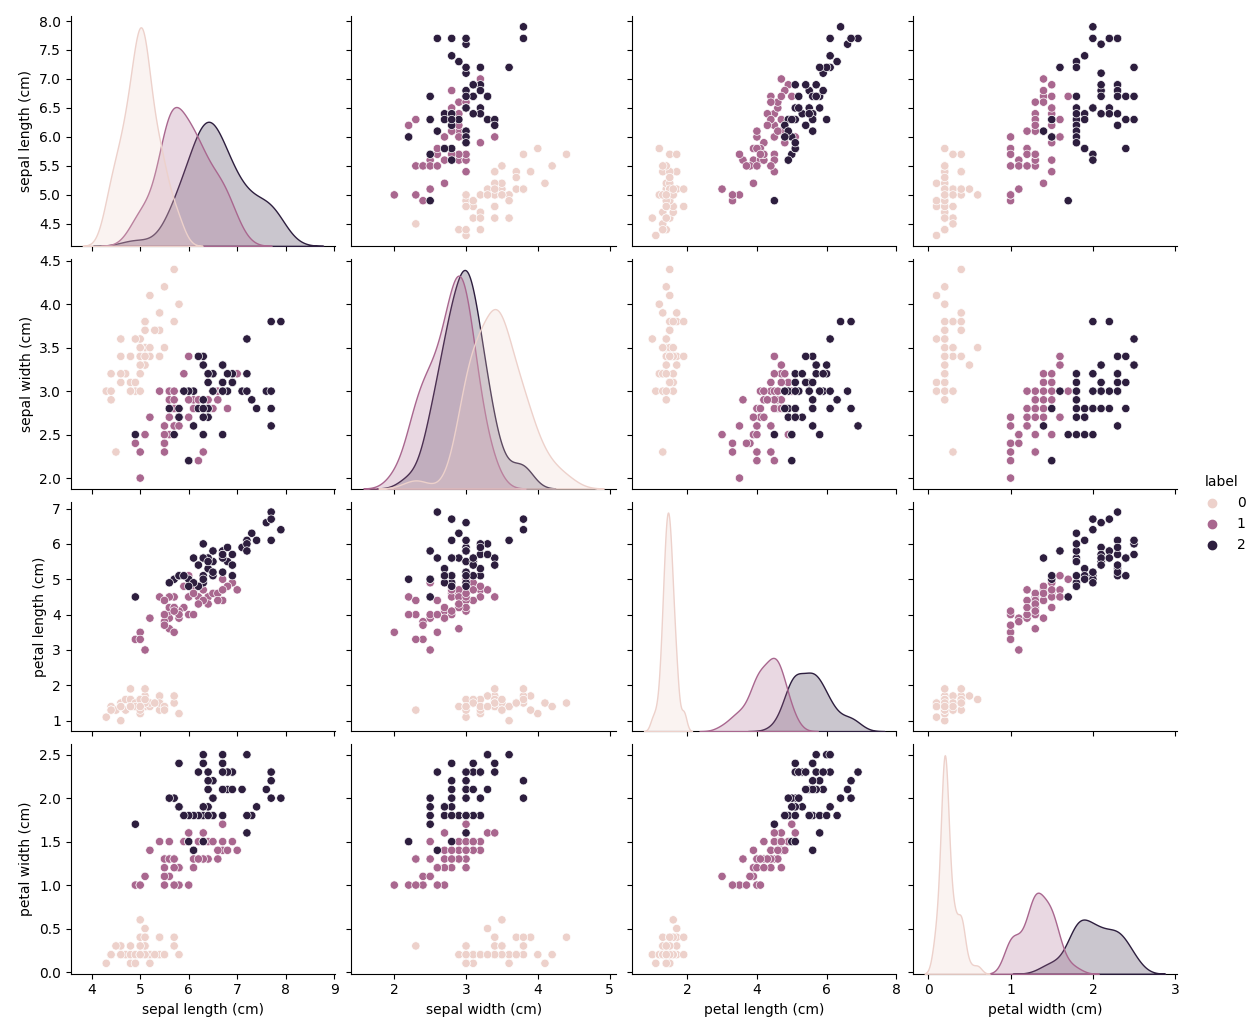 sepal length (cm)
8.0
7.5
7.0
6.5
6.0
5.5
5.0
4.5
sepal width (cm)
4.5
4.0
3.5
3.0
2.5
2.0
label
0
1
2
petal length (cm)
7
6
5
4
3
2
1
petal width (cm)
2.5
2.0
1.5
1.0
0.5
0.0
4 5 6 7 8 9
2 3 4 5
2 4 6 8
0 1 2 3
sepal length (cm)
sepal width (cm)
petal length (cm)
petal width (cm)